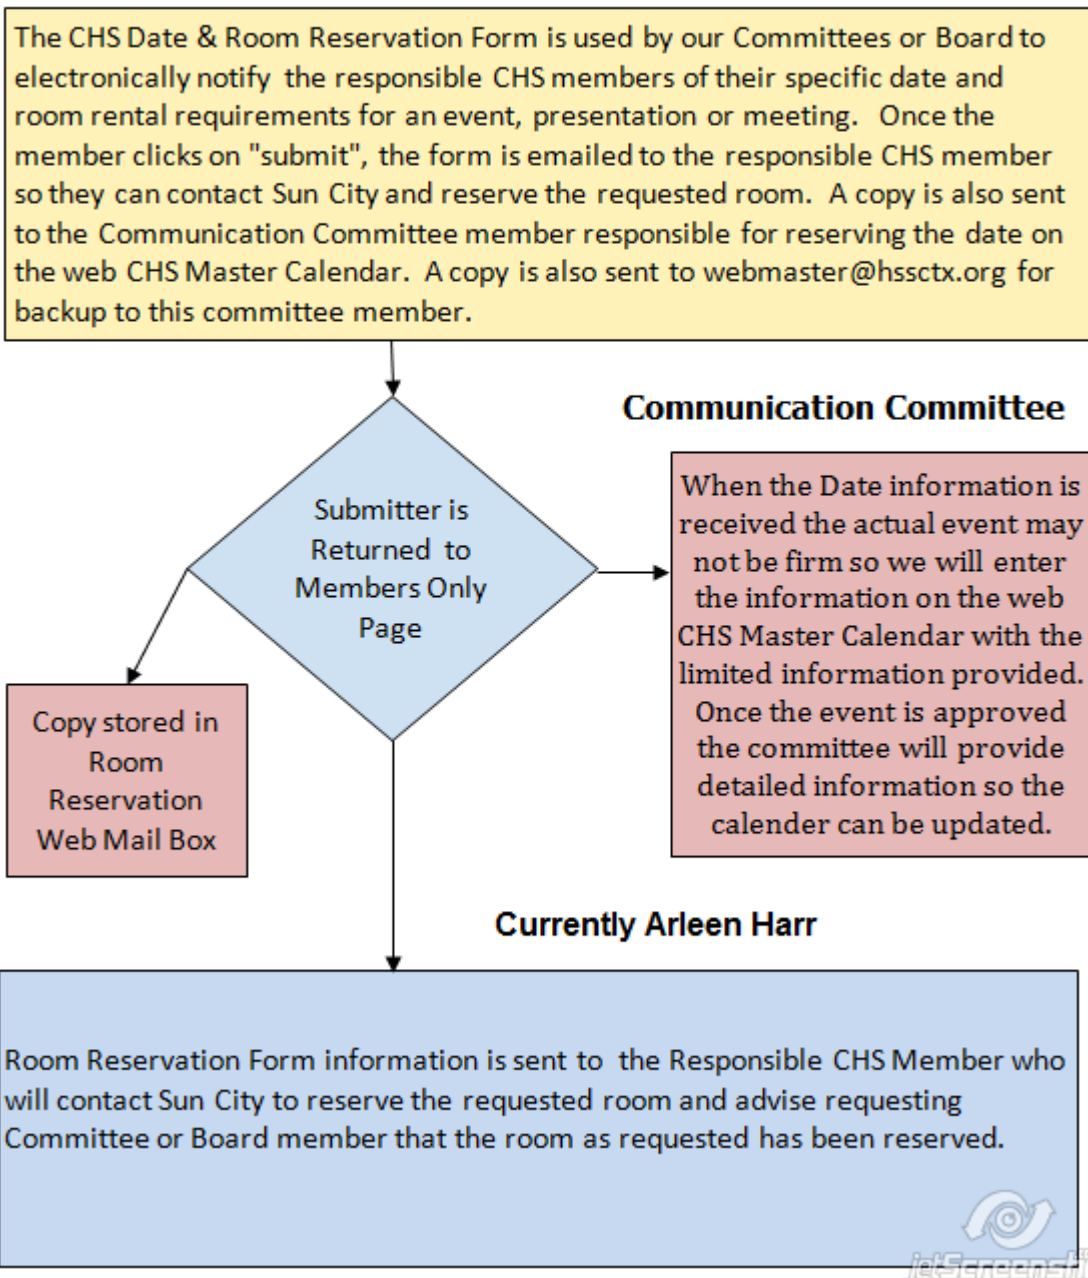 The CHS Date & Room Reservation Form is used by our Committees or Board to
electronically notify the responsible CHS members of their specific date and
room rental requirements for an event, presentation or meeting. Once the
member clicks on "submit", the form is emailed to the responsible CHS member
so they can contact Sun City and reserve the requested room. A copy is also sent
to the Communication Committee member responsible for reserving the date on
the web CHS Master Calendar. A copy is also sent to webmaster@hssctx.org for
backup to this committee member.
Communication Committee
Submitter is
Returned to
Members Only
Page
When the Date information is
received the actual event may
not be firm so we will enter
the information on the web
CHS Master Calendar with the
limited information provided.
Once the event is approved
the committee will provide
detailed information so the
calender can be updated.
Copy stored in
Room
Reservation
Web Mail Box
Currently Arleen Harr
Room Reservation Form information is sent to the Responsible CHS Member who
will contact Sun City to reserve the requested room and advise requesting
Committee or Board member that the room as requested has been reserved.